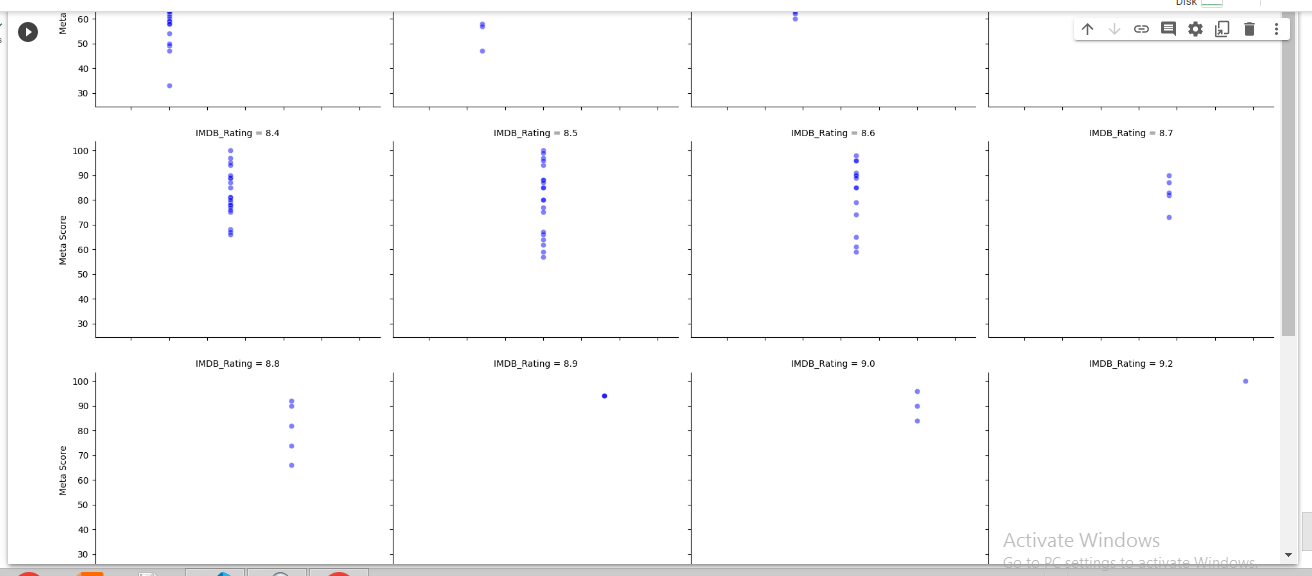 Disk
Meta
60
50
40
30
IMDB_Rating = 8.4
IMDB_Rating = 8.5
IMDB_Rating = 8.6
IMDB_Rating = 8.7
Meta Score
100
90
80
70
60
50
40
30
IMDB_Rating = 8.8
IMDB_Rating = 8.9
IMDB_Rating = 9.0
IMDB_Rating = 9.2
Meta Score
100
90
80
70
60
50
40
30
Activate Windows
Go to PC settings to activate Windows.